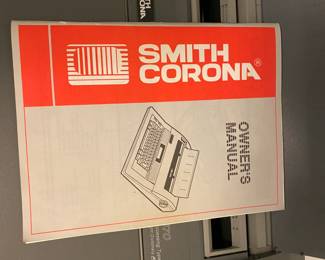 SMITH
CORONA®
OWNER'S
MANUAL